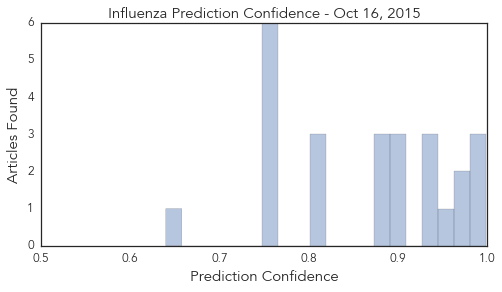 Influenza Prediction Confidence - Oct 16, 2015
Articles Found
6
5
4
3
2
1
0
0.5 0.6 0.7 0.8 0.9 1.0
Prediction Confidence